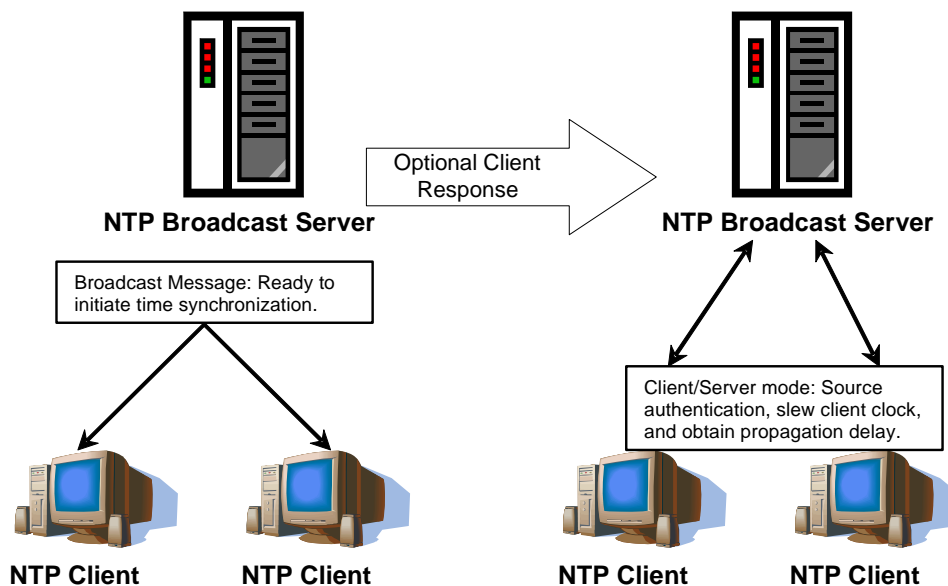 Optional Client
Response
NTP Broadcast Server
NTP Broadcast Server
Broadcast Message: Ready to
initiate time synchronization.
Client/Server mode: Source
authentication, slew client clock,
and obtain propagation delay.
NTP Client
NTP Client
NTP Client
NTP Client